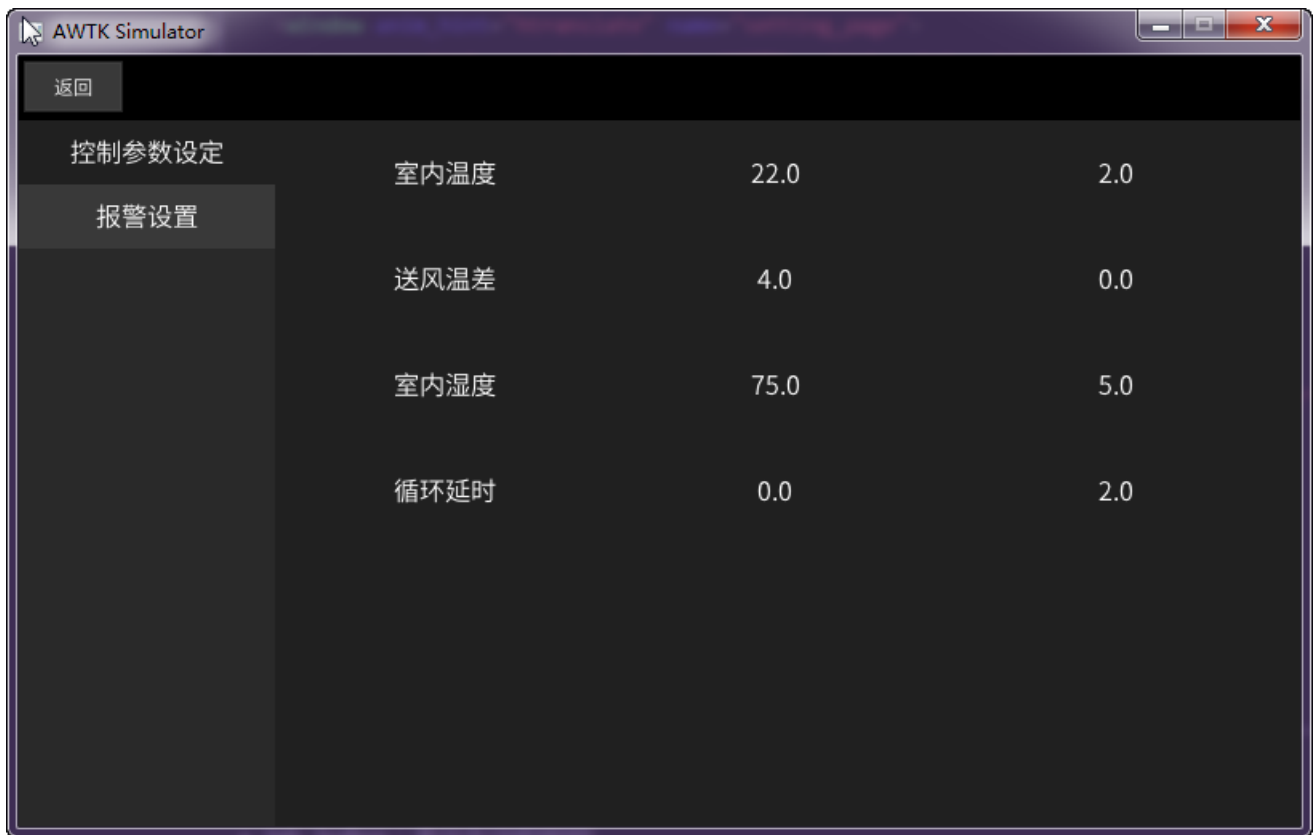 AWTK Simulator
返回
控制参数设定
报警设置
室内温度 22.0 2.0
送风温差 4.0 0.0
室内湿度 75.0 5.0
循环延时 0.0 2.0